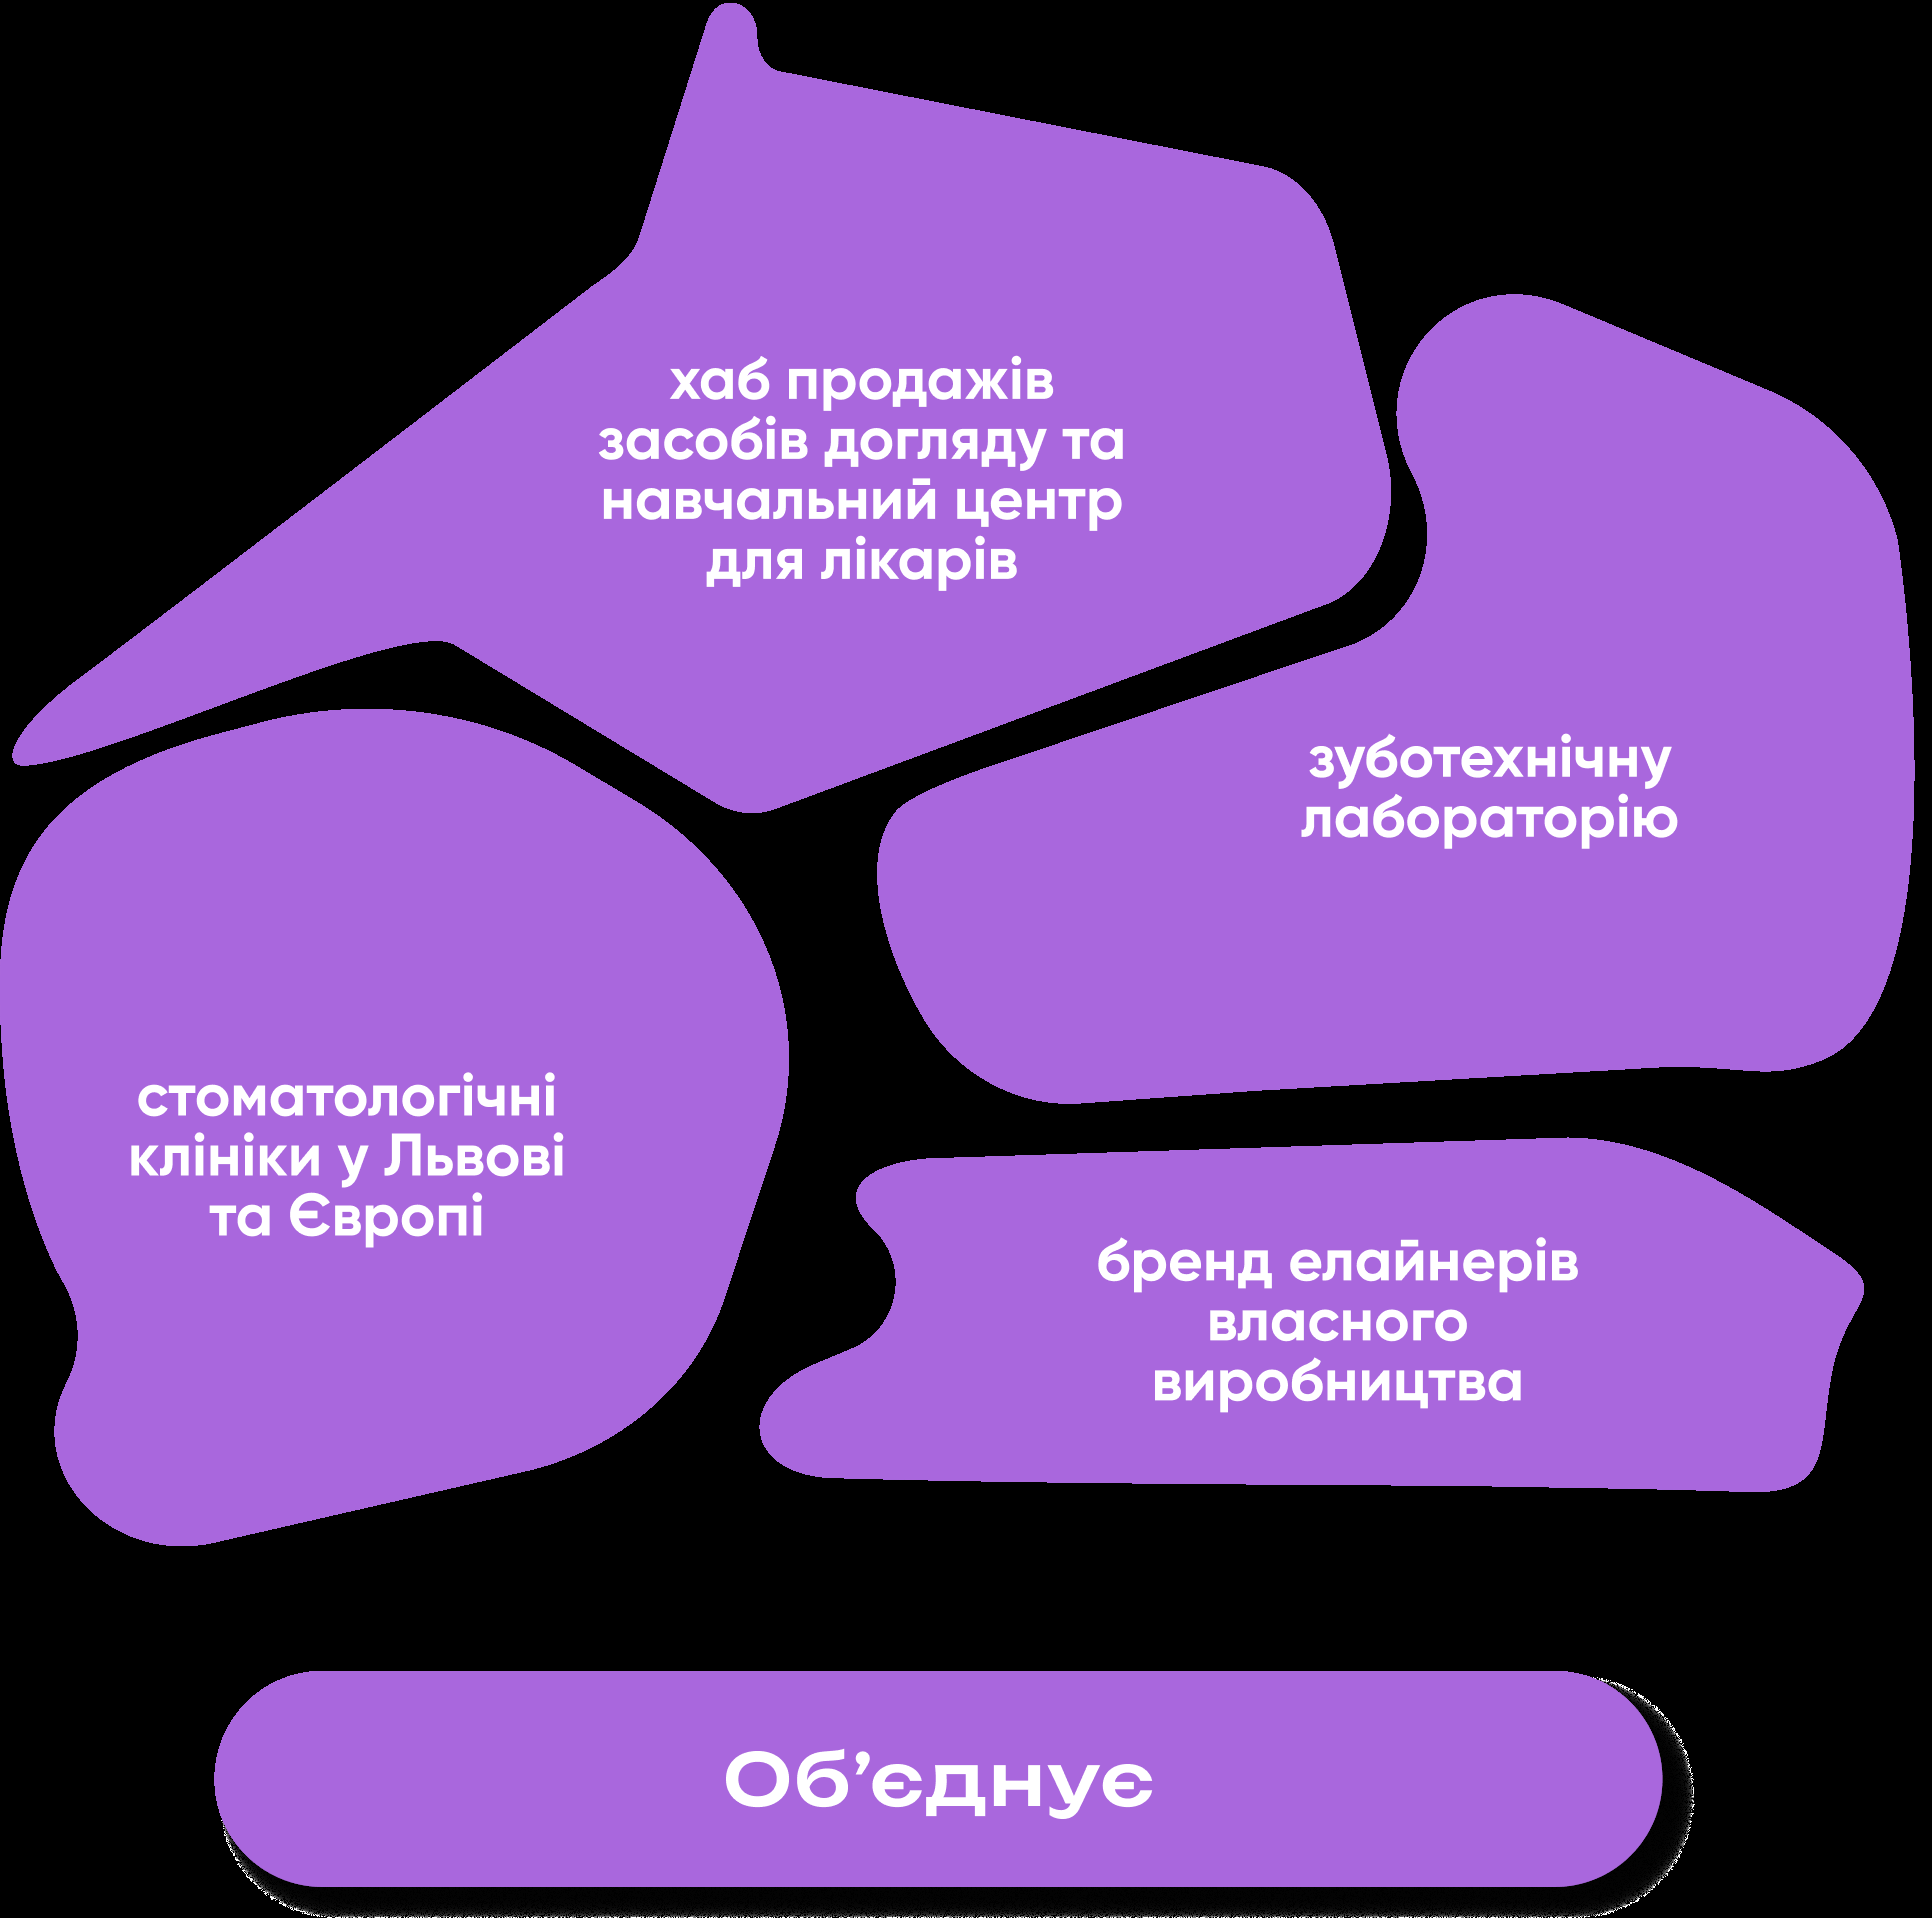 хаб продажів
засобів догляду та
навчальний центр
для лікарів
зуботехнічну
лабораторію
стоматологічні
клініки у Львові
та Європі
бренд елайнерів
власного
виробництва
Об’єднує